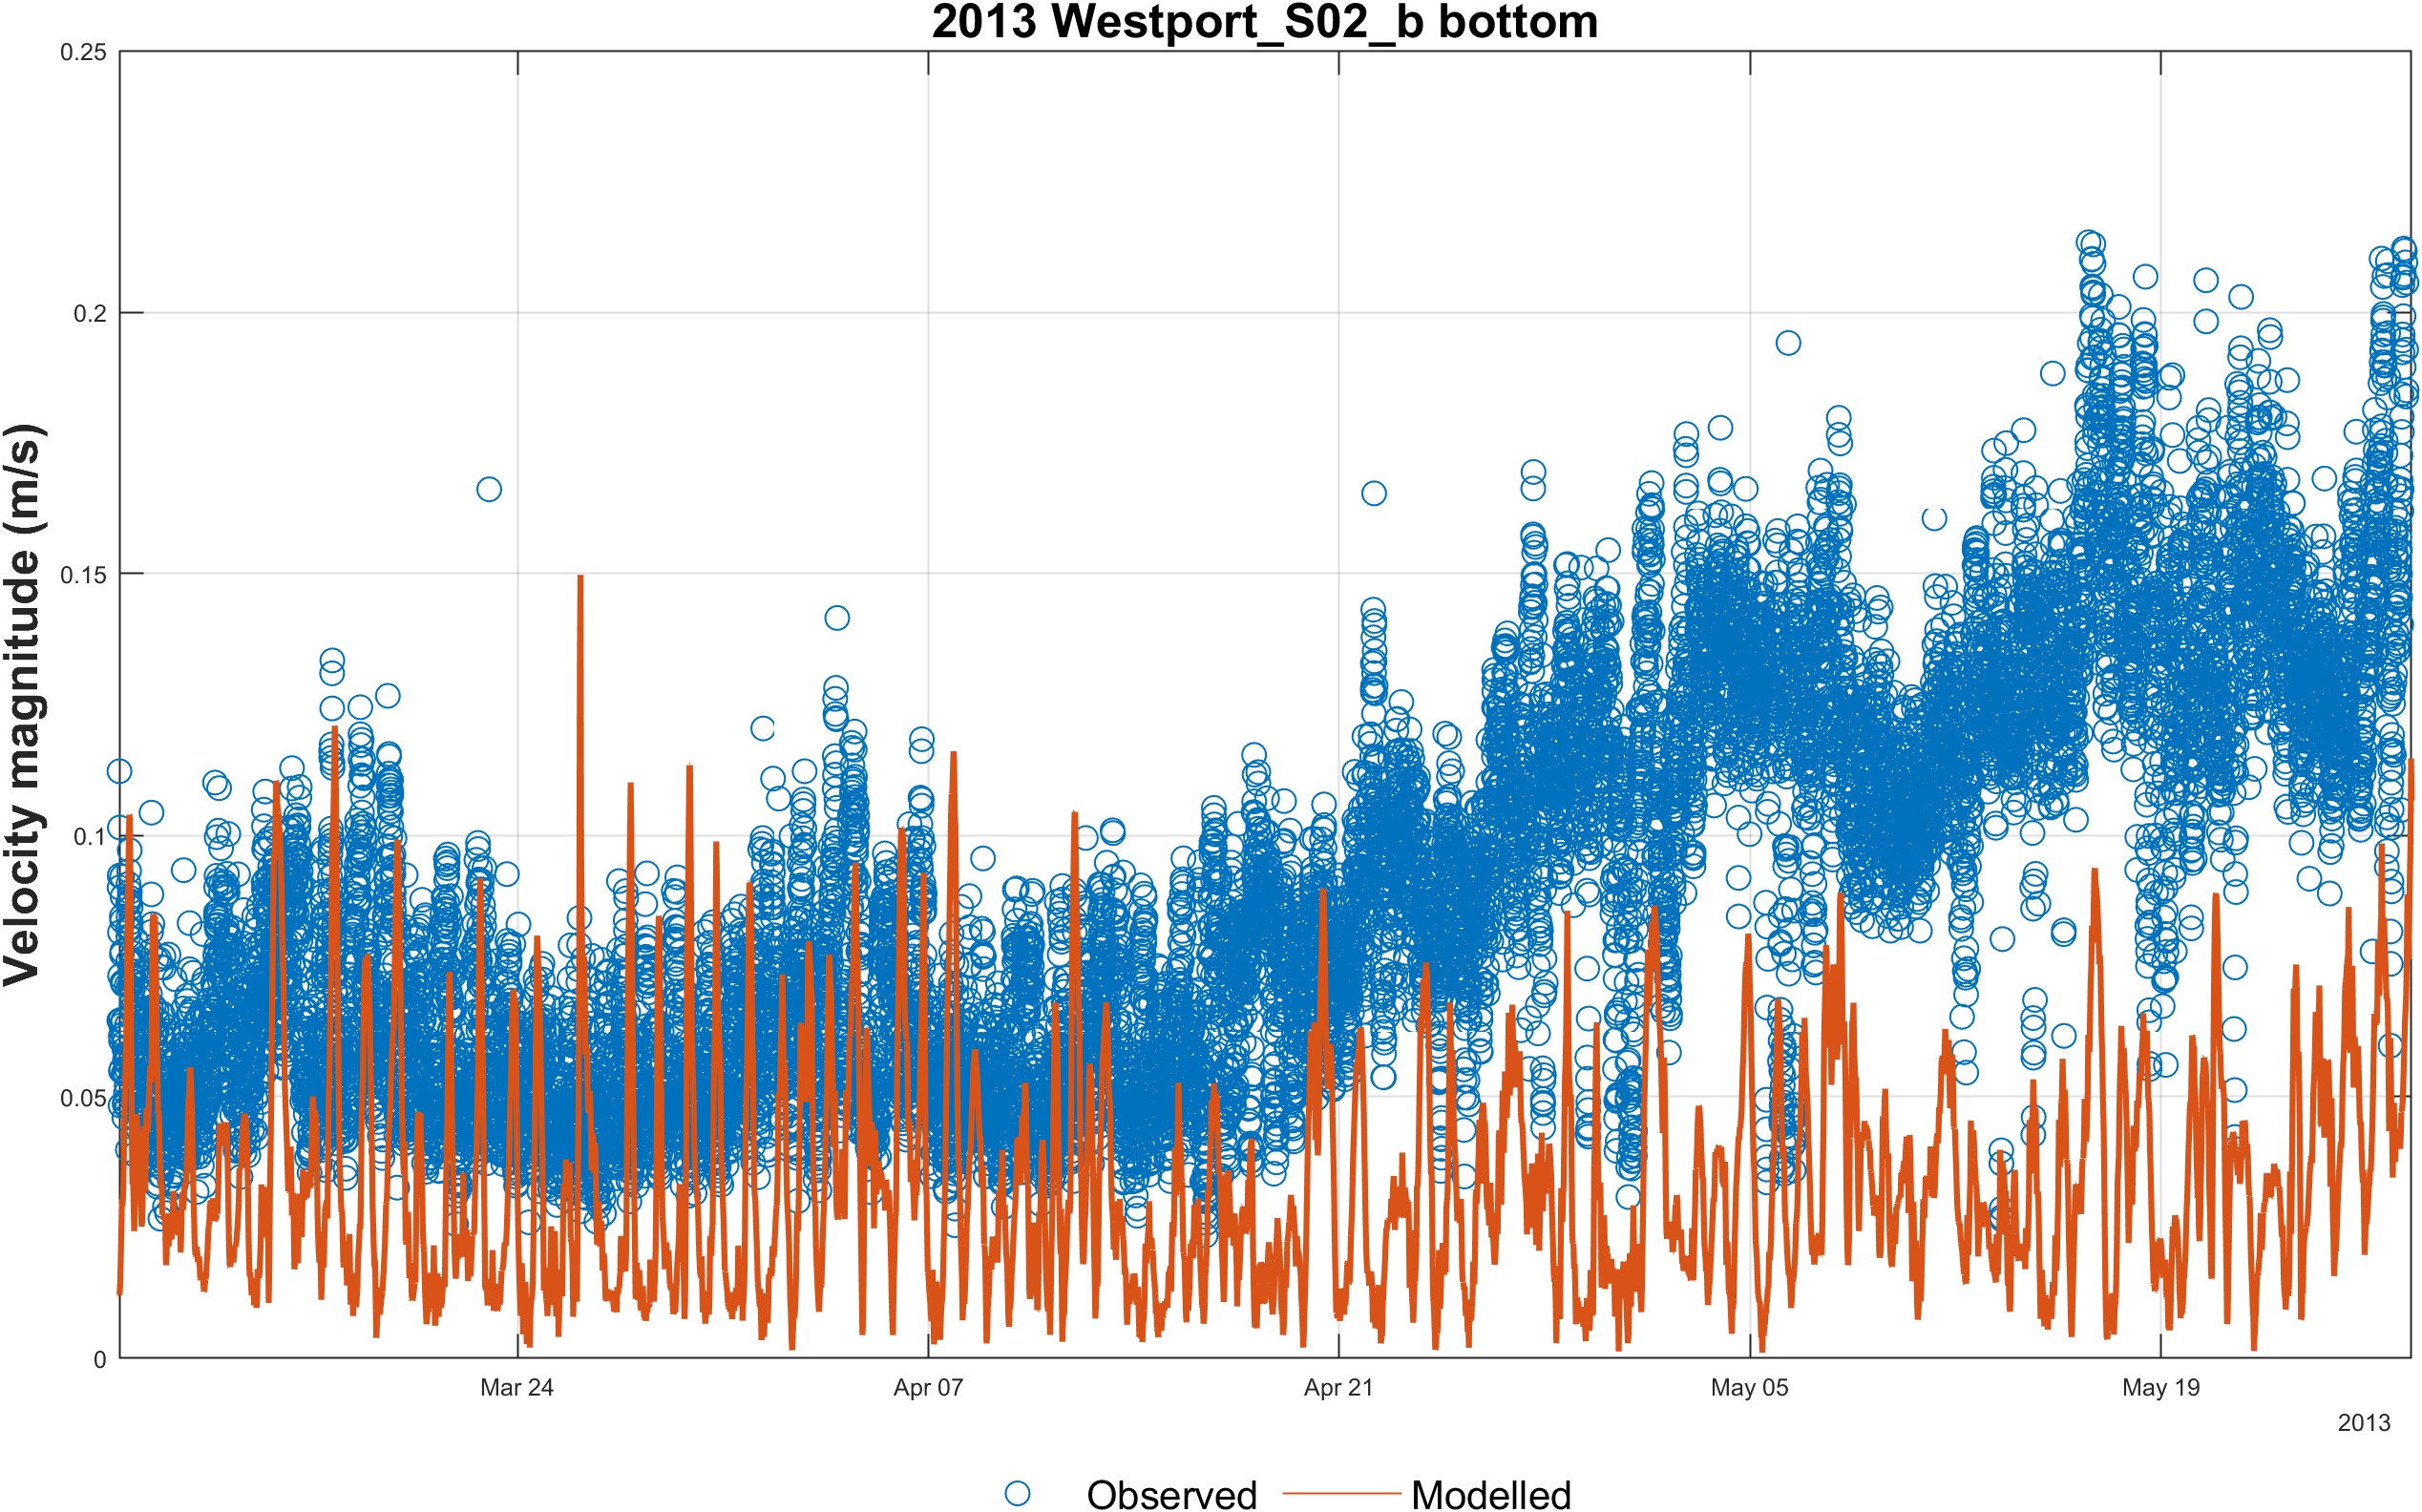 2013 Westport_S02_b bottom
Velocity magnitude (m/s)
0.25
0.2
0.15
0.1
0.05
0
Mar 24
Apr 07
Apr 21
May 05
May 19
2013
Observed
Modelled